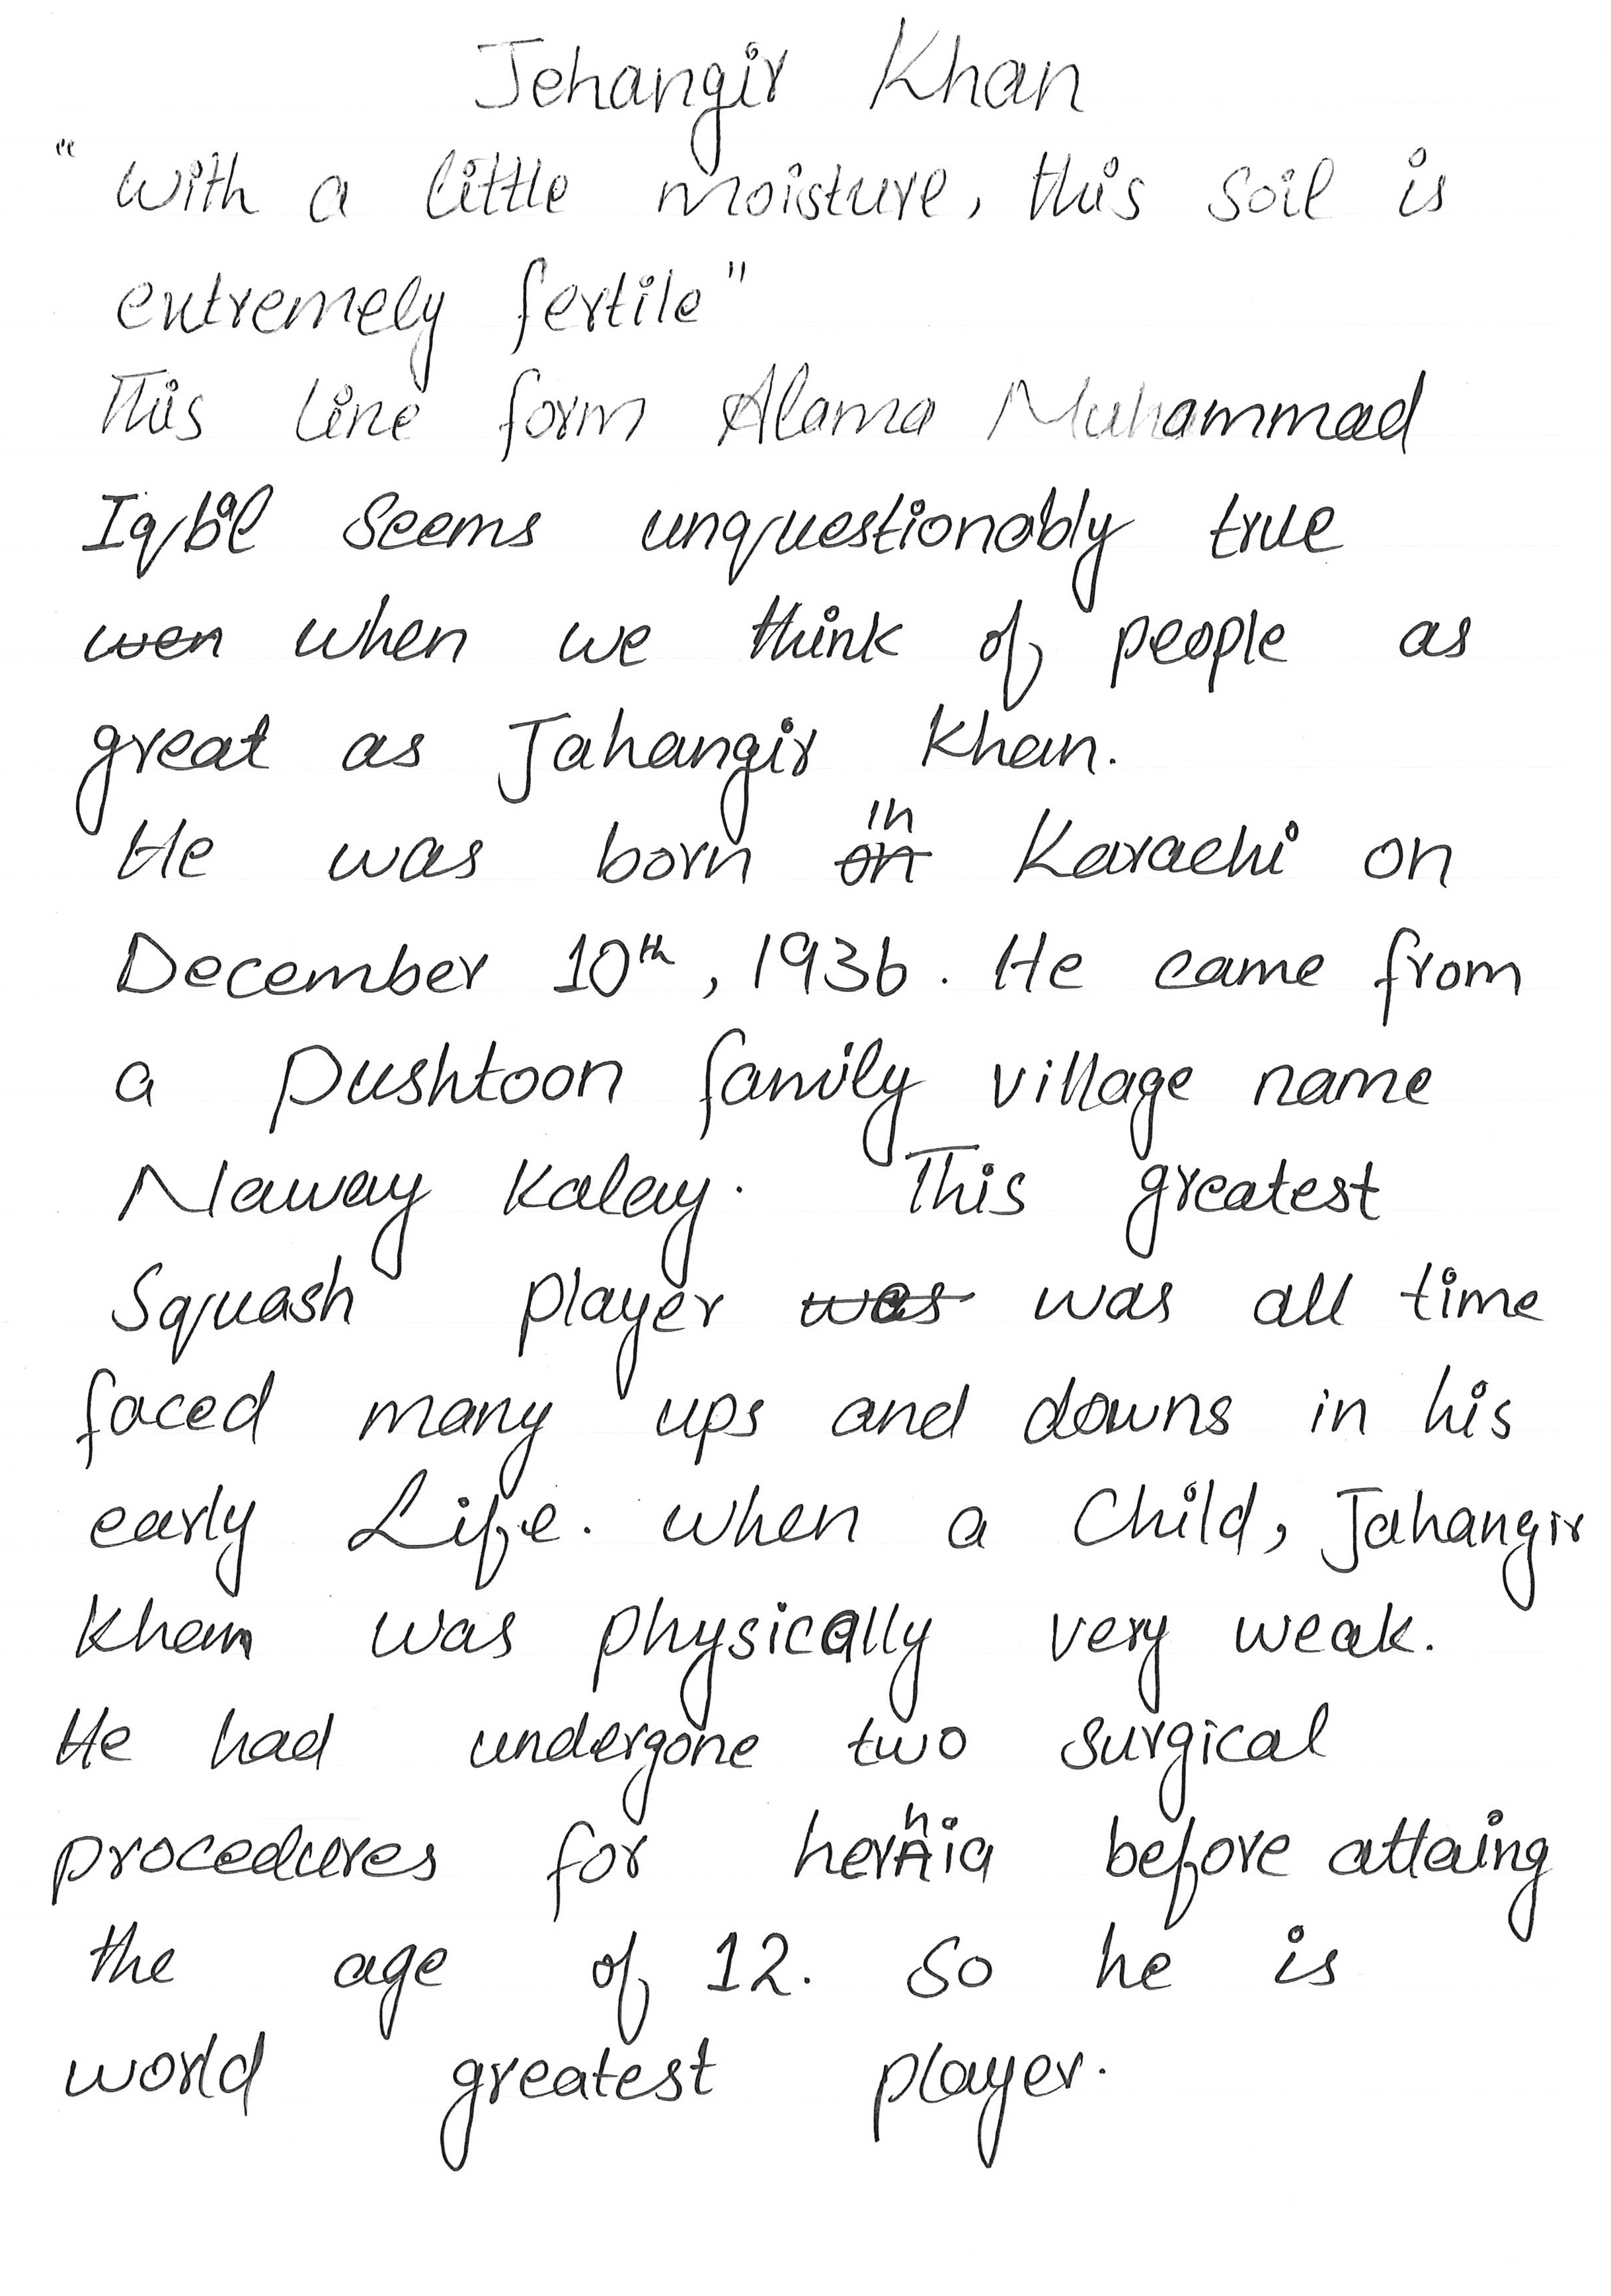 Jehangir Khan
"with a little moisture, this soil is
extremely fertile"
This line form Alama Muhammad
Iqbal seems unquestionably true
wen when we think of people as
great as Jahangir Khan.
He was born on in Karachi on
December 10th, 1936. He came from
a Pushtoon family village name
Naway Kalay. This greatest
Squash player was was all time
faced many ups and downs in his
early Life. when a Child, Jahangir
Khan was physically very weak.
He had undergone two surgical
procedures for hernia before attaing
the age of 12. So he is
world greatest player.